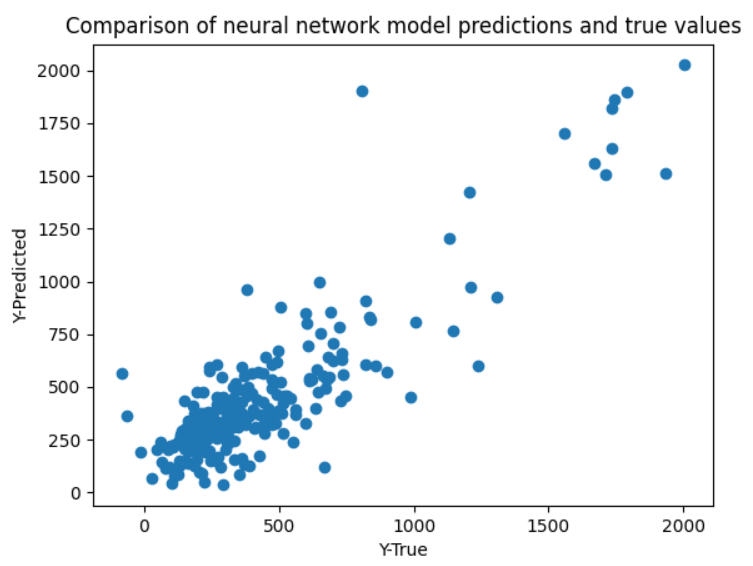 Comparison of neural network model predictions and true values
2000
1750
1500
1250
1000
750
500
250
0
Y-Predicted
0 500 1000 1500 2000
Y-True